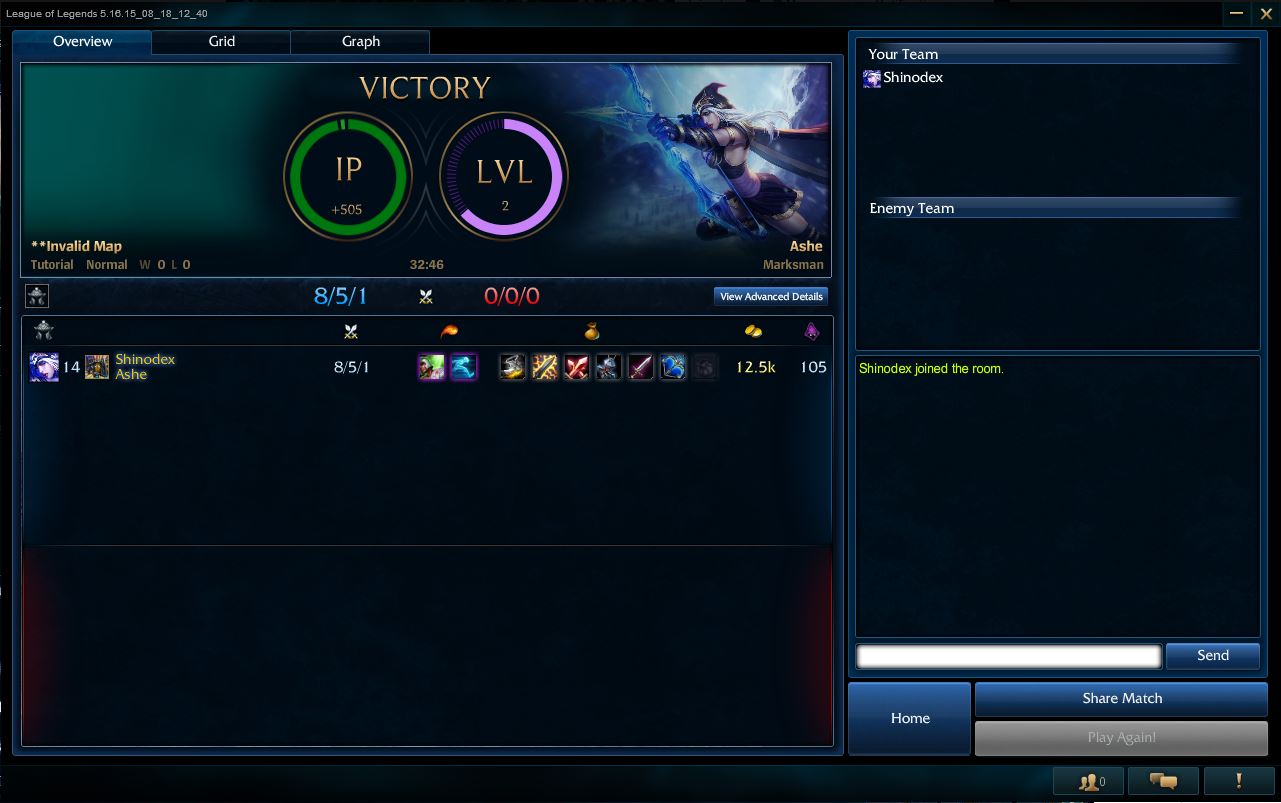 League of Legends 5.16.15_08_18_12_40
Overview Grid Graph
VICTORY
IP
+505
LVL
2
**Invalid Map
Ashe
Tutorial Normal W 0 L 0
32:46
Marksman
8/5/1
0/0/0
View Advanced Details
14
Shinodex
Ashe
8/5/1
12.5k
105
Your Team
Shinodex
Enemy Team
Shinodex joined the room.
Send
Home
Share Match
Play Again!
0
!